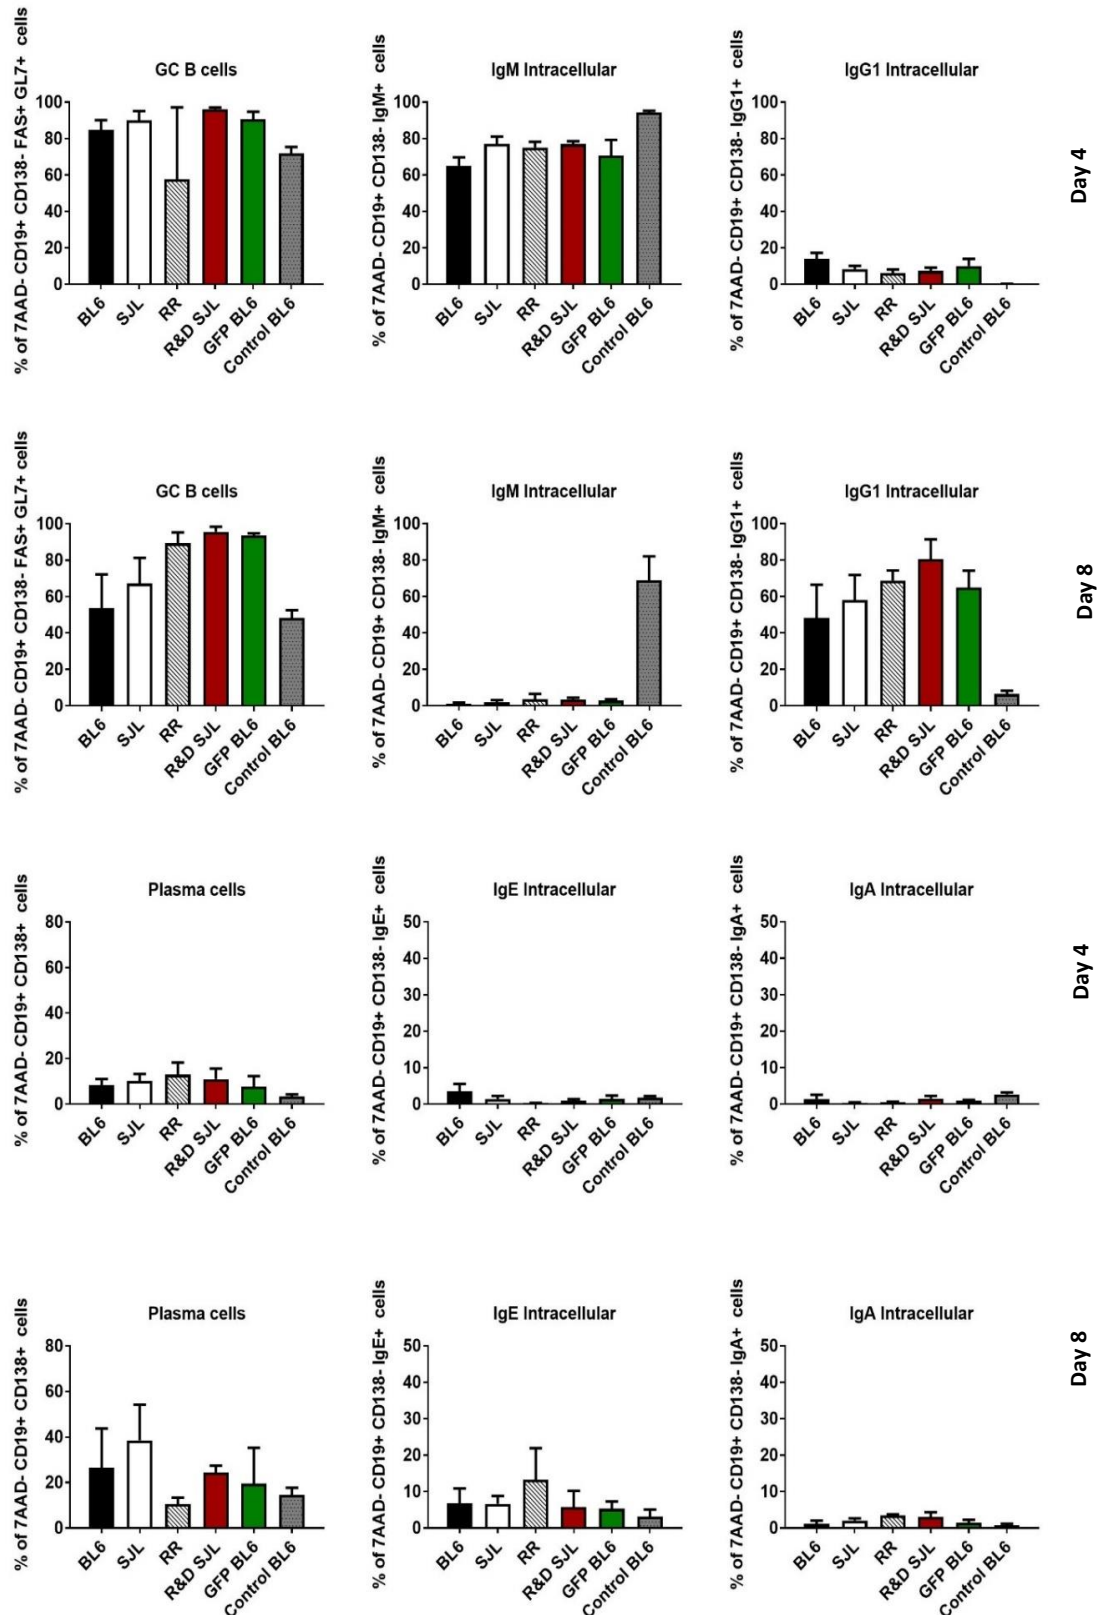 GC B cells
% of 7AAD- CD19+ CD138- FAS+ GL7+ cells
100
80
60
40
20
0
BL6
SJL
RR
R&D SJL
GFP BL6
Control BL6
IgM Intracellular
% of 7AAD- CD19+ CD138- IgM+ cells
100
80
60
40
20
0
BL6
SJL
RR
R&D SJL
GFP BL6
Control BL6
IgG1 Intracellular
% of 7AAD- CD19+ CD138- IgG1+ cells
100
80
60
40
20
0
BL6
SJL
RR
R&D SJL
GFP BL6
Control BL6
Day 4
GC B cells
% of 7AAD- CD19+ CD138- FAS+ GL7+ cells
100
80
60
40
20
0
BL6
SJL
RR
R&D SJL
GFP BL6
Control BL6
IgM Intracellular
% of 7AAD- CD19+ CD138- IgM+ cells
100
80
60
40
20
0
BL6
SJL
RR
R&D SJL
GFP BL6
Control BL6
IgG1 Intracellular
% of 7AAD- CD19+ CD138- IgG1+ cells
100
80
60
40
20
0
BL6
SJL
RR
R&D SJL
GFP BL6
Control BL6
Day 8
Plasma cells
% of 7AAD- CD19+ CD138+ cells
80
60
40
20
0
BL6
SJL
RR
R&D SJL
GFP BL6
Control BL6
IgE Intracellular
% of 7AAD- CD19+ CD138- IgE+ cells
50
40
30
20
10
0
BL6
SJL
RR
R&D SJL
GFP BL6
Control BL6
IgA Intracellular
% of 7AAD- CD19+ CD138- IgA+ cells
50
40
30
20
10
0
BL6
SJL
RR
R&D SJL
GFP BL6
Control BL6
Day 4
Plasma cells
% of 7AAD- CD19+ CD138+ cells
80
60
40
20
0
BL6
SJL
RR
R&D SJL
GFP BL6
Control BL6
IgE Intracellular
% of 7AAD- CD19+ CD138- IgE+ cells
50
40
30
20
10
0
BL6
SJL
RR
R&D SJL
GFP BL6
Control BL6
IgA Intracellular
% of 7AAD- CD19+ CD138- IgA+ cells
50
40
30
20
10
0
BL6
SJL
RR
R&D SJL
GFP BL6
Control BL6
Day 8